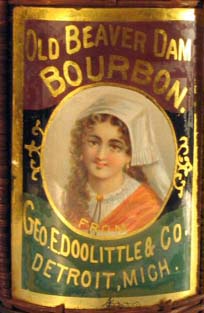 OLD BEAVER DAM
BOURBON.
FROM
GEO. E. DOOLITTLE & CO.
DETROIT, MICH.